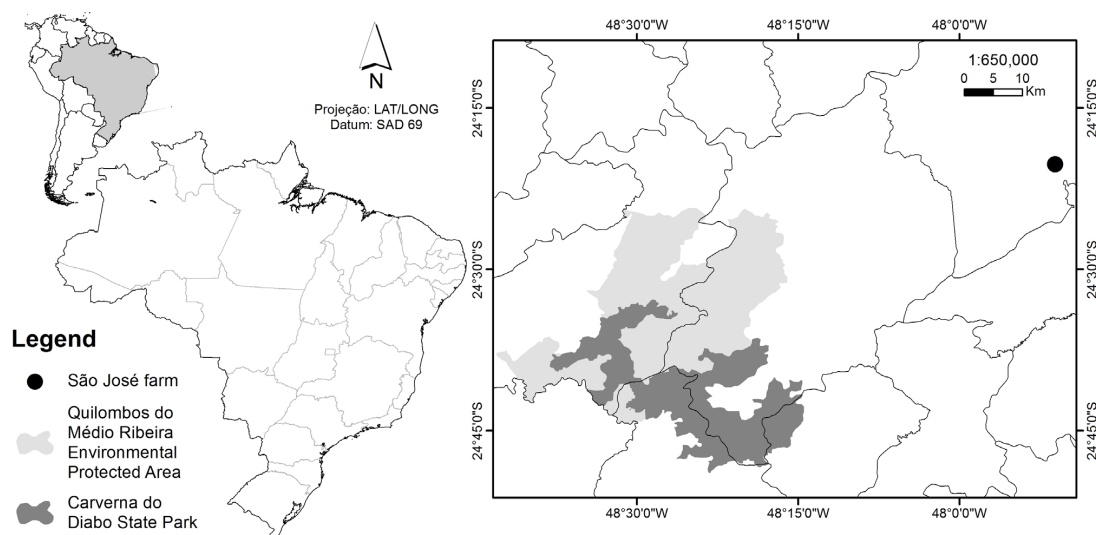 N
Projeção: LAT/LONG
Datum: SAD 69
Legend
São José farm
Quilombos do
Médio Ribeira
Environmental
Protected Area
Carverna do
Diabo State Park
48°30'0"W
48°15'0"W
48°0'0"W
1:650,000
0 5 10
Km
24°15'0"S
24°30'0"S
24°45'0"S
24°15'0"S
24°30'0"S
24°45'0"S
48°30'0"W
48°15'0"W
48°0'0"W